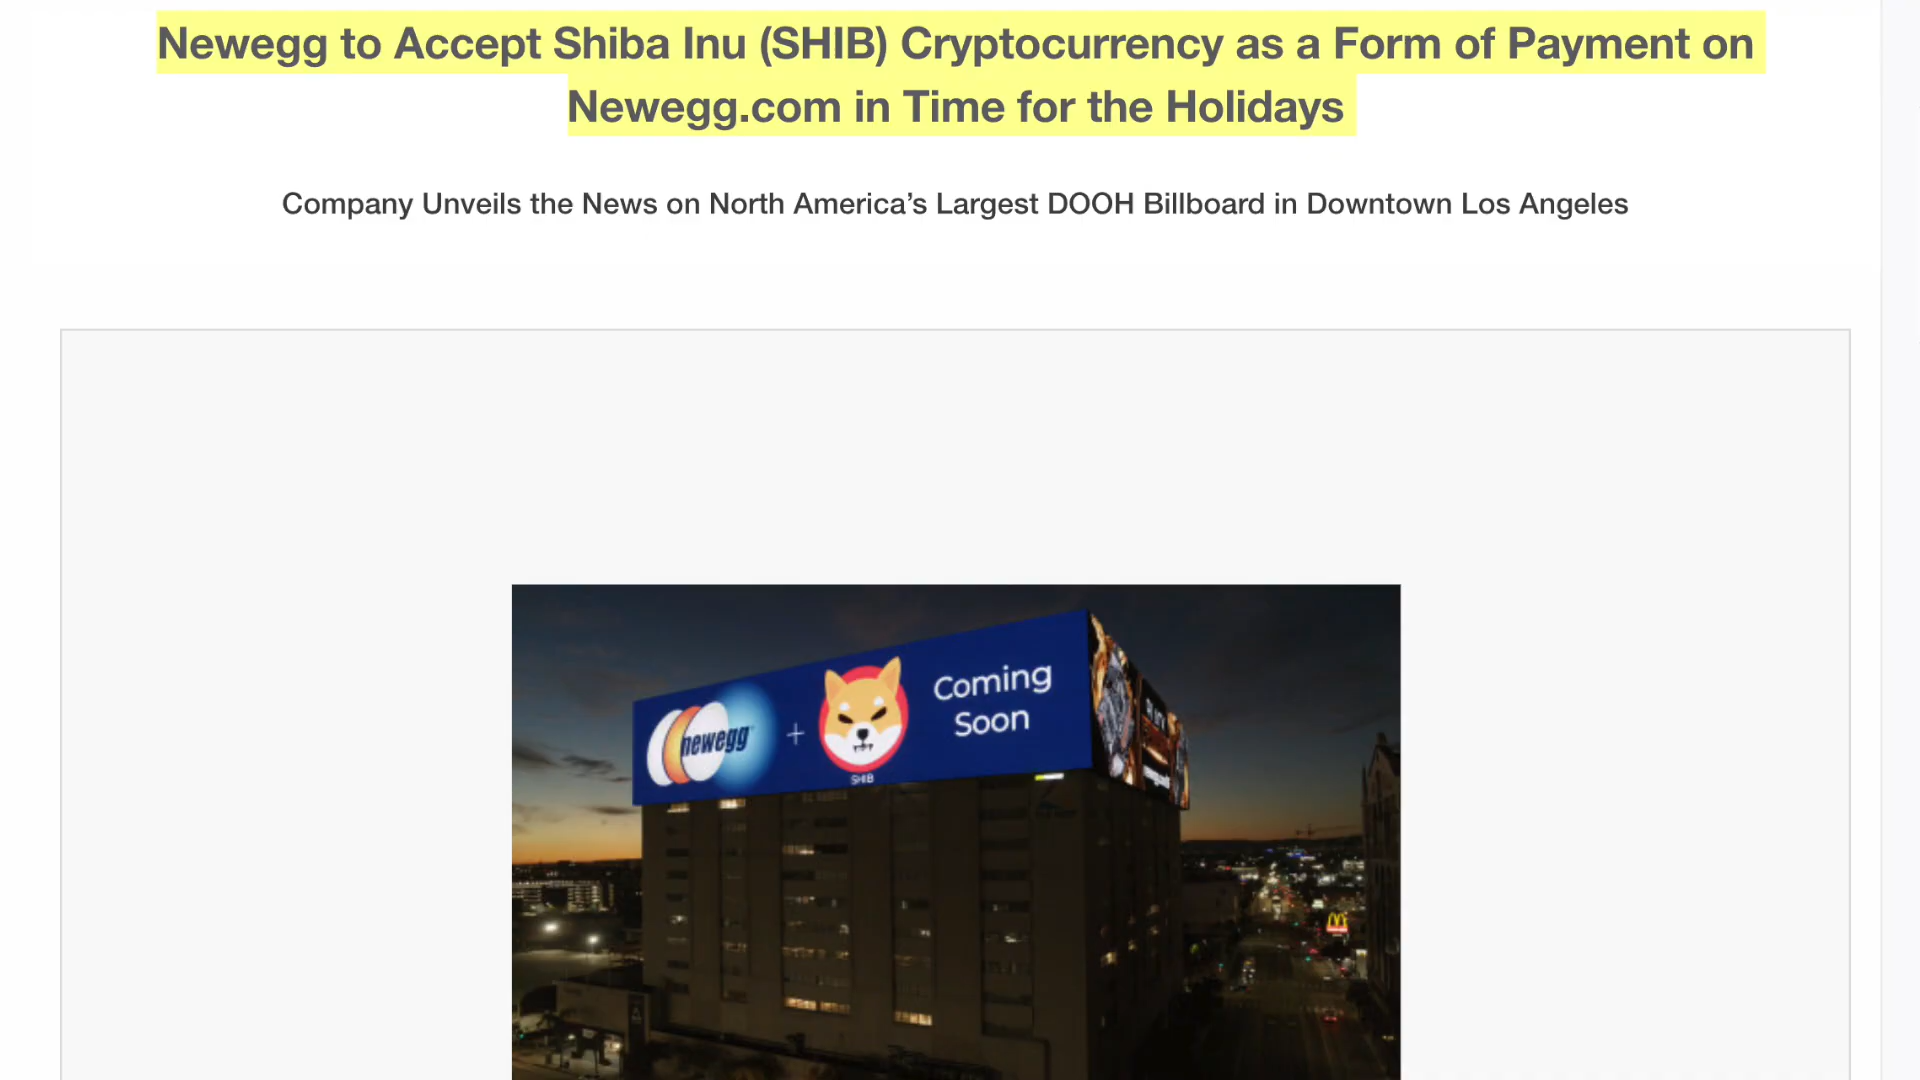 Newegg to Accept Shiba Inu (SHIB) Cryptocurrency as a Form of Payment on
Newegg.com in Time for the Holidays
Company Unveils the News on North America’s Largest DOOH Billboard in Downtown Los Angeles
newegg + Coming
Soon
SHIB